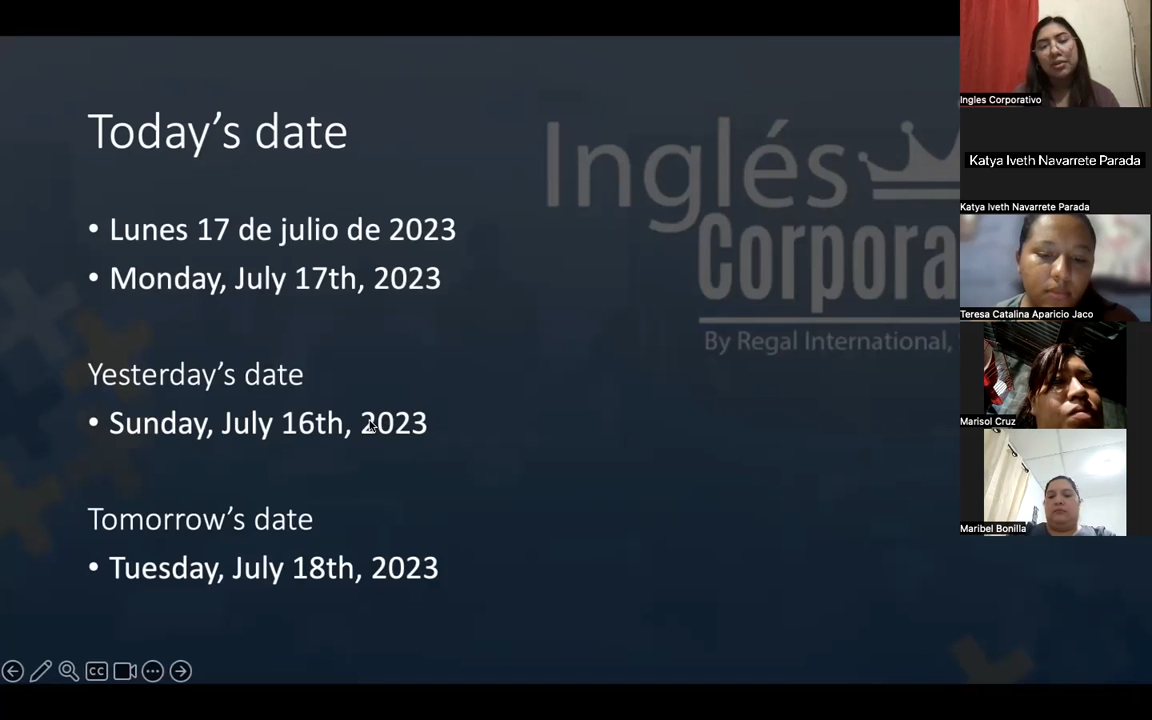 Today's date
• Lunes 17 de julio de 2023
• Monday, July 17th, 2023
Yesterday's date
• Sunday, July 16th, 2023
Tomorrow's date
• Tuesday, July 18th, 2023
Inglés
Corpora
By Regal International,
CC
Ingles Corporativo
Katya Iveth Navarrete Parada
Katya Iveth Navarrete Parada
Teresa Catalina Aparicio Jaco
Marisol Cruz
Maribel Bonilla